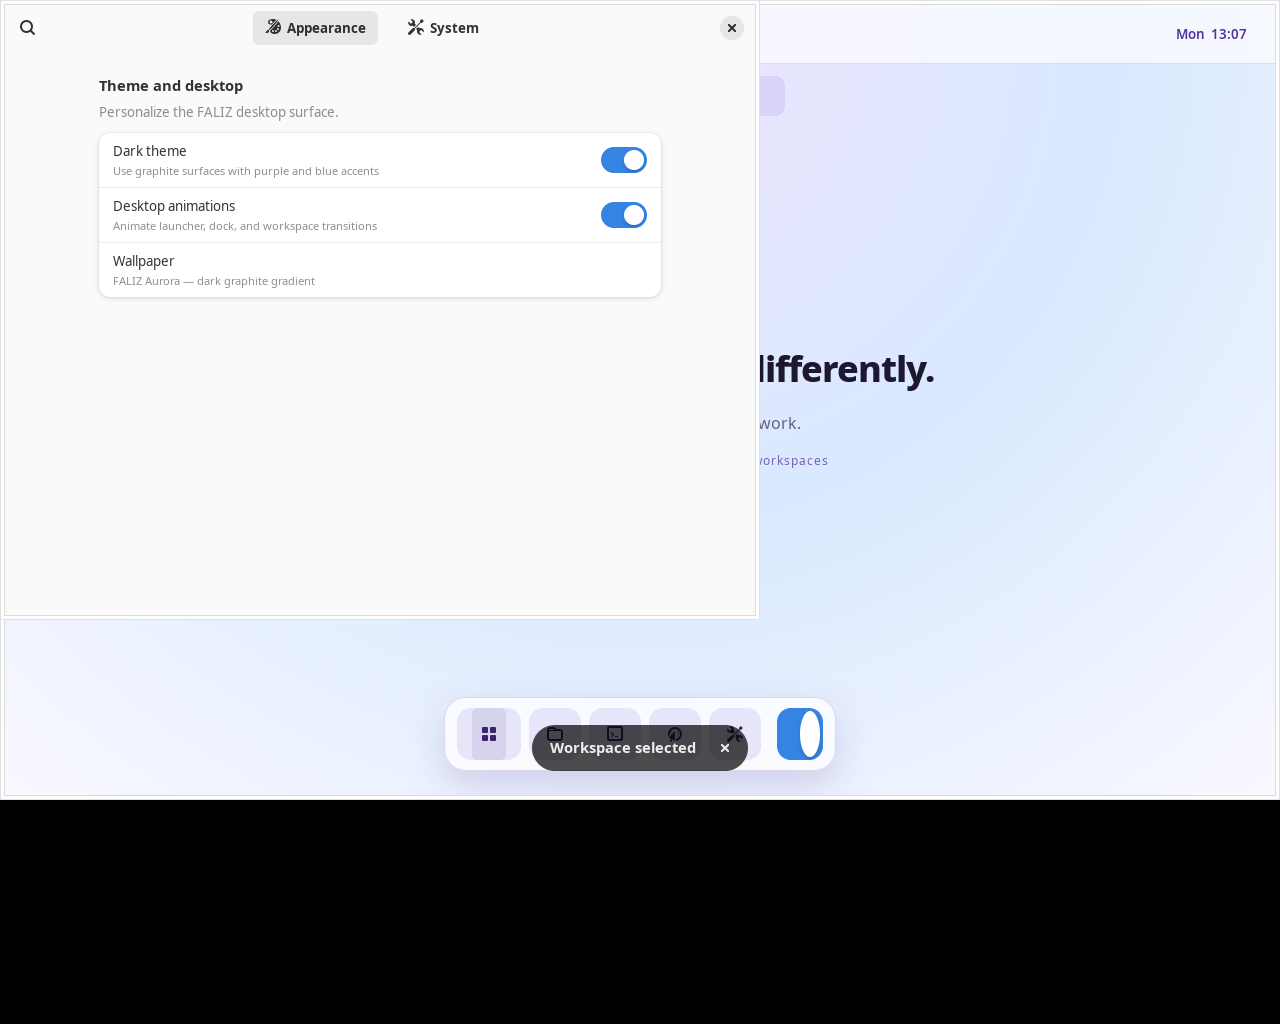 Appearance
System
Mon 13:07
Theme and desktop
Personalize the FALIZ desktop surface.
Dark theme
Use graphite surfaces with purple and blue accents
Desktop animations
Animate launcher, dock, and workspace transitions
Wallpaper
FALIZ Aurora — dark graphite gradient
differently.
work.
workspaces
Workspace selected